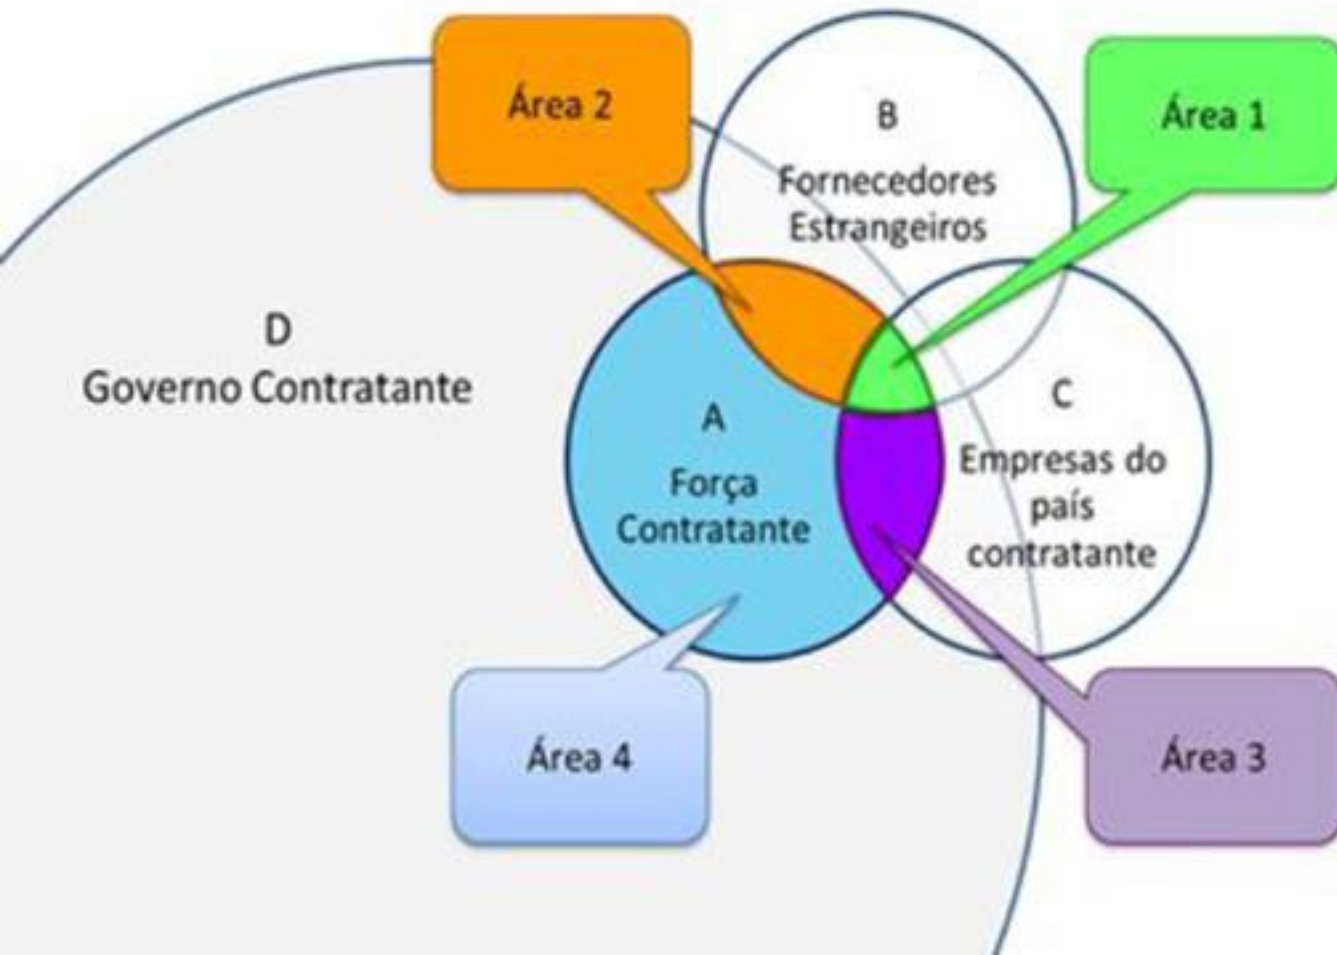 Área 2
B
Fornecedores
Estrangeiros
Área 1
D
Governo Contratante
A
Força
Contratante
C
Empresas do
país
contratante
Área 4
Área 3